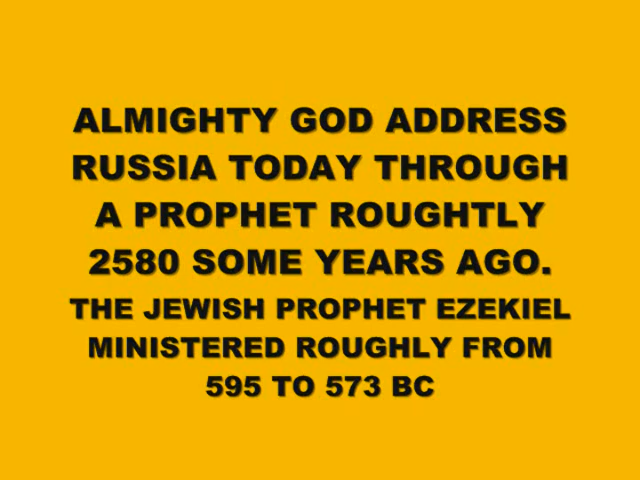 ALMIGHTY GOD ADDRESS
RUSSIA TODAY THROUGH
A PROPHET ROUGHTLY
2580 SOME YEARS AGO.
THE JEWISH PROPHET EZEKIEL
MINISTERED ROUGHLY FROM
595 TO 573 BC